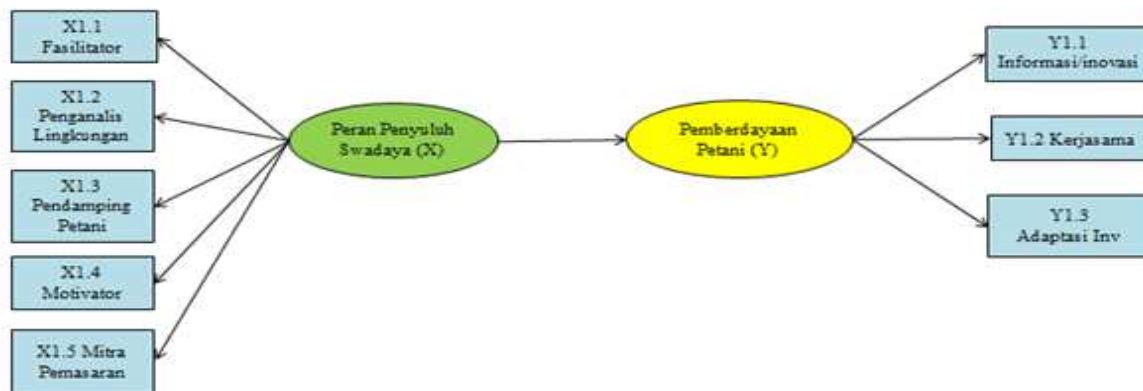 X1.1
Fasilitator
X1.2
Penganalis
Lingkungan
X1.3
Pendamping
Petani
X1.4
Motivator
X1.5 Mitra
Pemasaran
Peran Penyuluh
Swadaya (X)
Pemberdayaan
Petani (Y)
Y1.1
Informasi/inovasi
Y1.2 Kerjasama
Y1.3
Adaptasi Inv